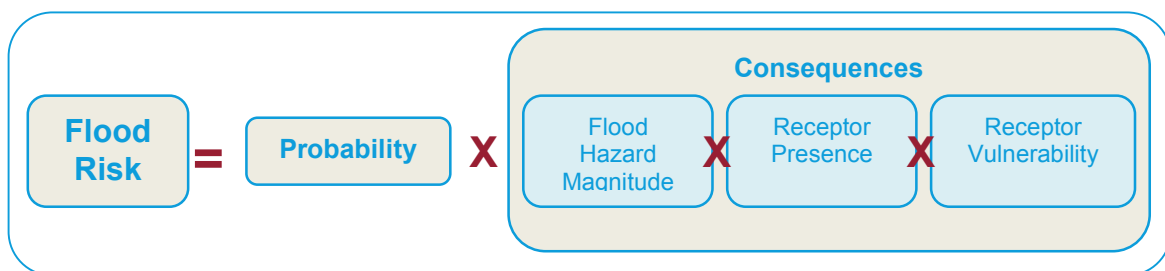 Consequences
Flood
Risk
=
Probability
X
Flood
Hazard
Magnitude
X
Receptor
Presence
X
Receptor
Vulnerability